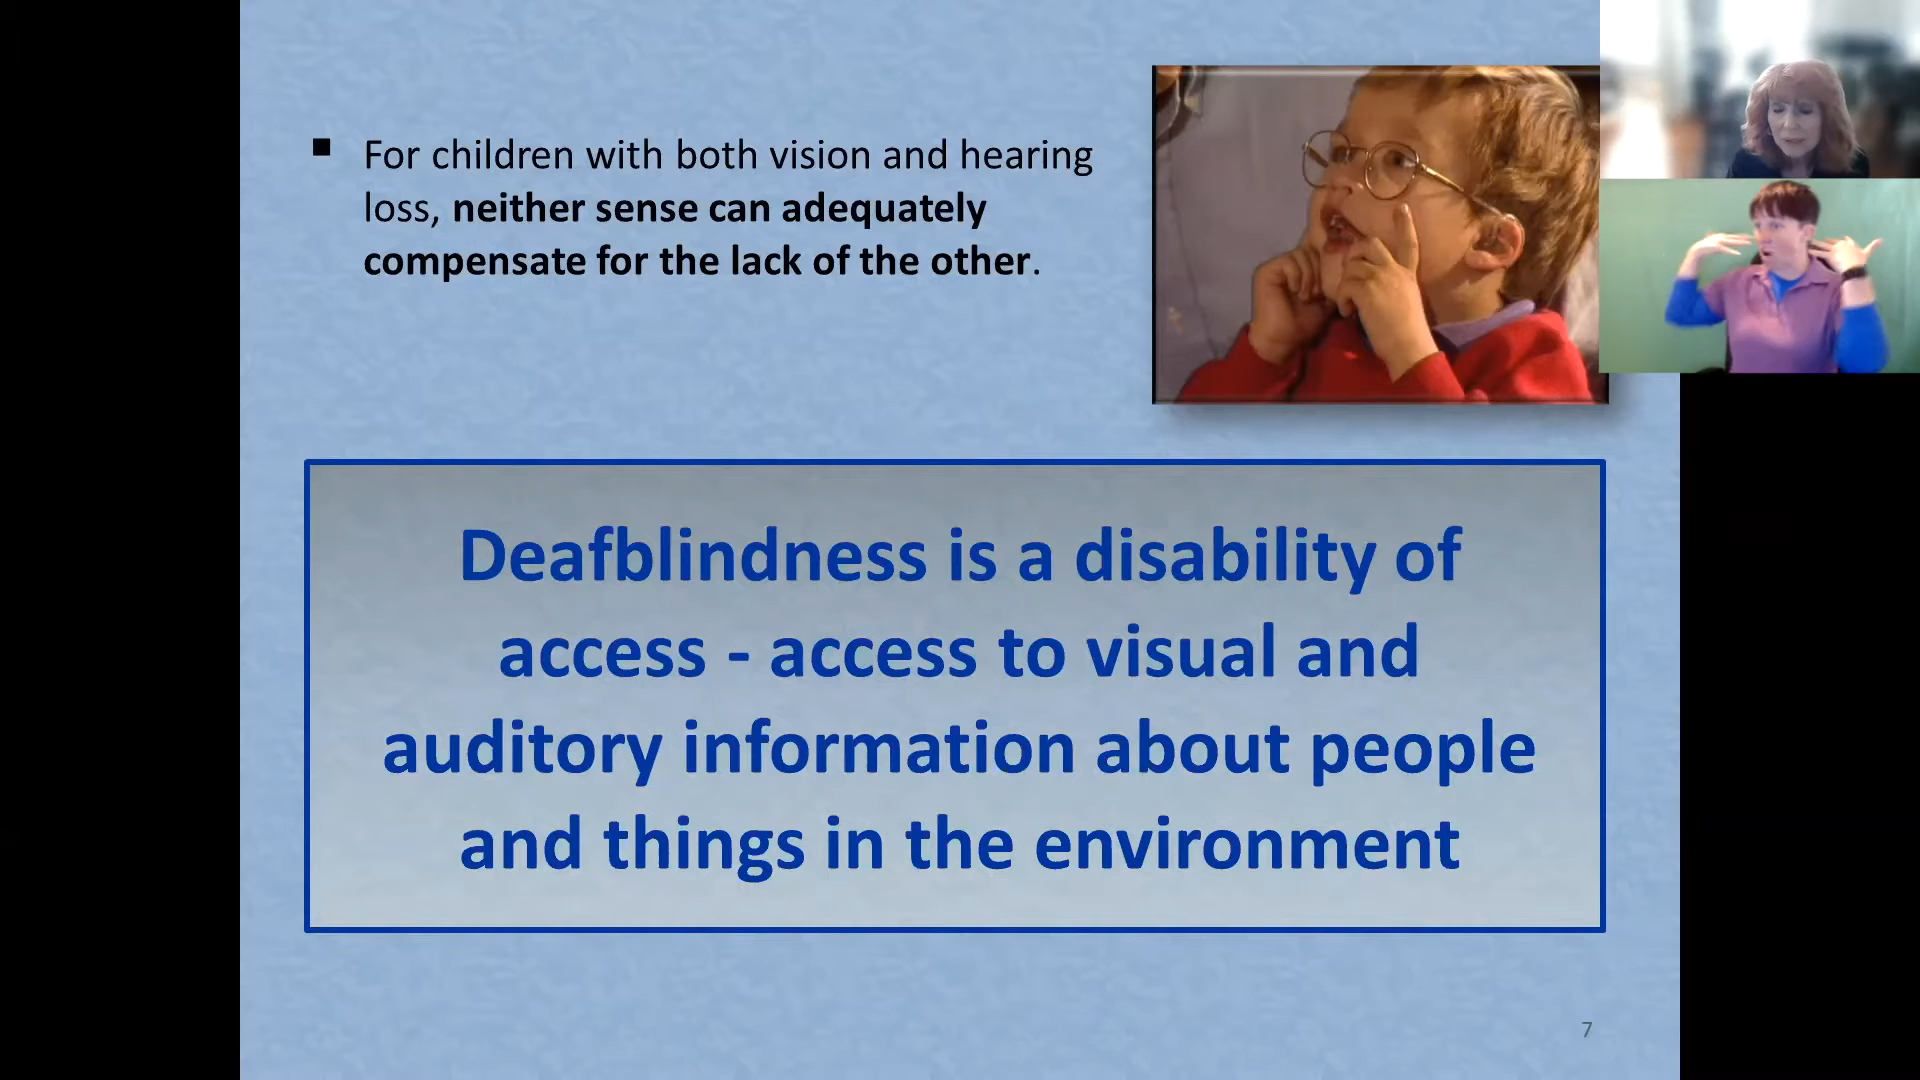 ▪ For children with both vision and hearing
loss, neither sense can adequately
compensate for the lack of the other.
Deafblindness is a disability of
access - access to visual and
auditory information about people
and things in the environment
7